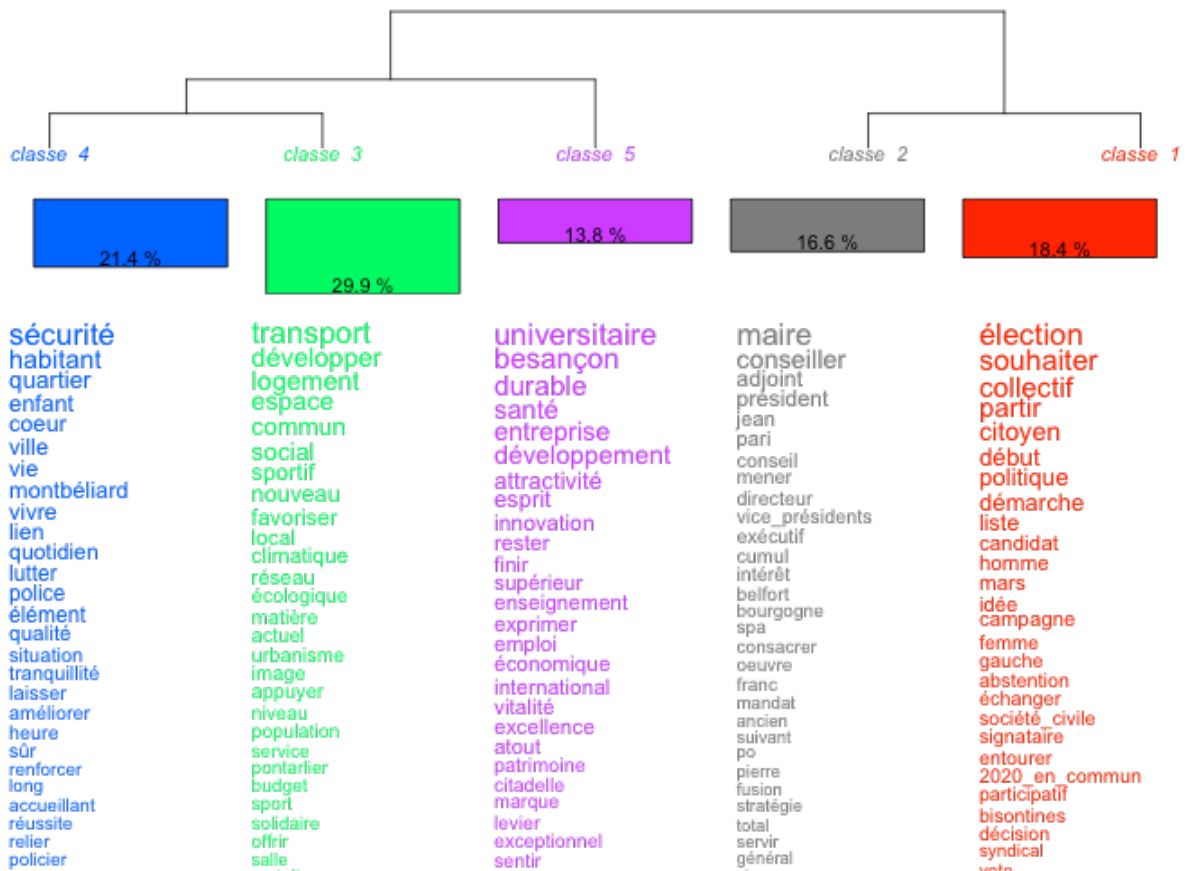 classe 4
classe 3
classe 5
classe 2
classe 1
21.4 %
29.9 %
13.8 %
16.6 %
18.4 %
sécurité
habitant
quartier
enfant
coeur
ville
vie
montbéliard
vivre
lien
quotidien
lutter
police
élément
qualité
situation
tranquillité
laisser
améliorer
heure
sûr
renforcer
long
accueillant
réussite
relier
policier
transport
développer
logement
espace
commun
social
sportif
nouveau
favoriser
local
climatique
réseau
écologique
matière
actuel
urbanisme
image
appuyer
niveau
population
service
pontarlier
budget
sport
solidaire
offrir
salle
universitaire
besançon
durable
santé
entreprise
développement
attractivité
esprit
innovation
rester
finir
supérieur
enseignement
exprimer
emploi
économique
international
vitalité
excellence
atout
patrimoine
citadelle
marque
levier
exceptionnel
sentir
maire
conseiller
adjoint
président
jean
pari
conseil
mener
directeur
vice_présidents
exécutif
cumul
intérêt
belfort
bourgogne
spa
consacrer
oeuvre
franc
mandat
ancien
suivant
po
pierre
fusion
stratégie
total
servir
général
élection
souhaiter
collectif
partir
citoyen
début
politique
démarche
liste
candidat
homme
mars
idée
campagne
femme
gauche
abstention
échanger
société_civile
signataire
entourer
2020_en_commun
participatif
bisontines
décision
syndical